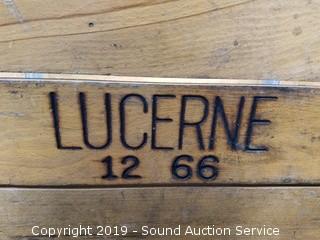 LUCERNE
12 66
Copyright 2019 - Sound Auction Service